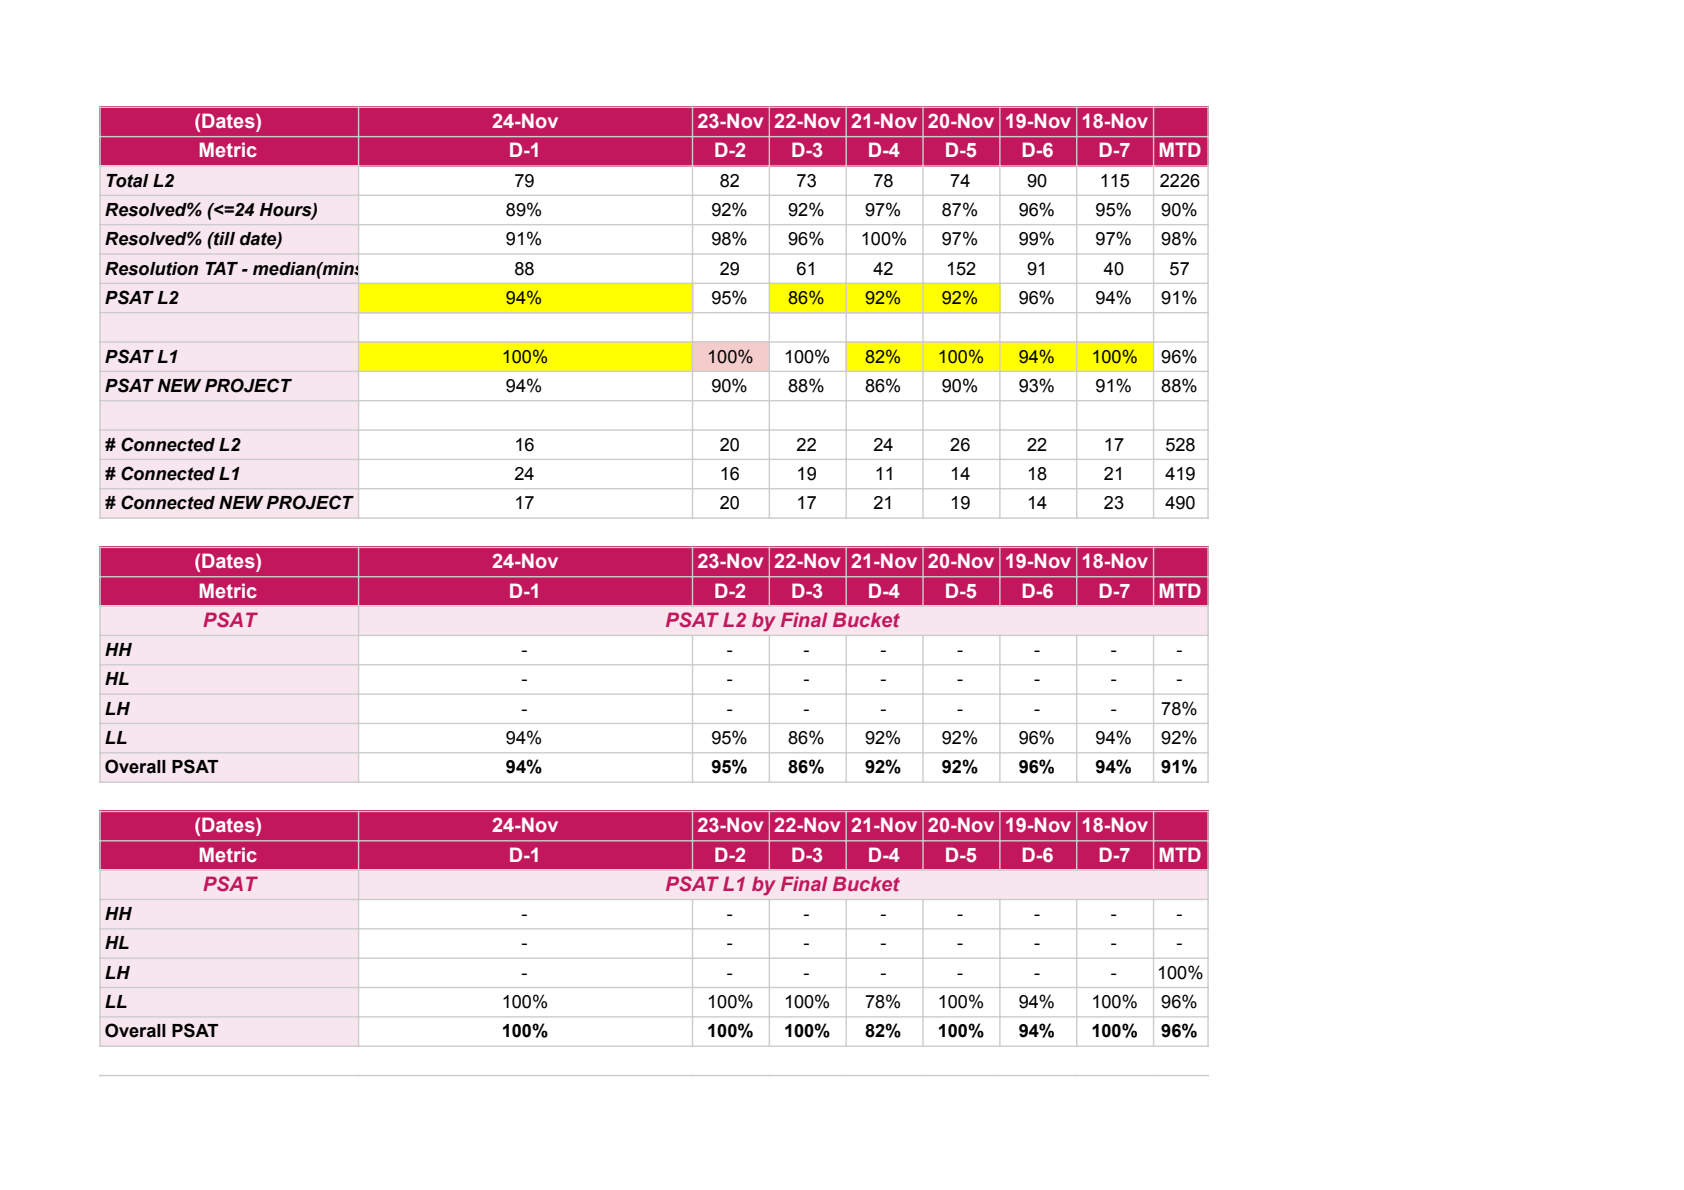 (Dates) 24-Nov 23-Nov 22-Nov 21-Nov 20-Nov 19-Nov 18-Nov
Metric D-1 D-2 D-3 D-4 D-5 D-6 D-7 MTD
Total L2 79 82 73 78 74 90 115 2226
Resolved% (<=24 Hours) 89% 92% 92% 97% 87% 96% 95% 90%
Resolved% (till date) 91% 98% 96% 100% 97% 99% 97% 98%
Resolution TAT - median(mins 88 29 61 42 152 91 40 57
PSAT L2 94% 95% 86% 92% 92% 96% 94% 91%
PSAT L1 100% 100% 100% 82% 100% 94% 100% 96%
PSAT NEW PROJECT 94% 90% 88% 86% 90% 93% 91% 88%
# Connected L2 16 20 22 24 26 22 17 528
# Connected L1 24 16 19 11 14 18 21 419
# Connected NEW PROJECT 17 20 17 21 19 14 23 490
(Dates) 24-Nov 23-Nov 22-Nov 21-Nov 20-Nov 19-Nov 18-Nov
Metric D-1 D-2 D-3 D-4 D-5 D-6 D-7 MTD
PSAT PSAT L2 by Final Bucket
HH - - - - - - - -
HL - - - - - - - -
LH - - - - - - - 78%
LL 94% 95% 86% 92% 92% 96% 94% 92%
Overall PSAT 94% 95% 86% 92% 92% 96% 94% 91%
(Dates) 24-Nov 23-Nov 22-Nov 21-Nov 20-Nov 19-Nov 18-Nov
Metric D-1 D-2 D-3 D-4 D-5 D-6 D-7 MTD
PSAT PSAT L1 by Final Bucket
HH - - - - - - - -
HL - - - - - - - -
LH - - - - - - - 100%
LL 100% 100% 100% 78% 100% 94% 100% 96%
Overall PSAT 100% 100% 100% 82% 100% 94% 100% 96%